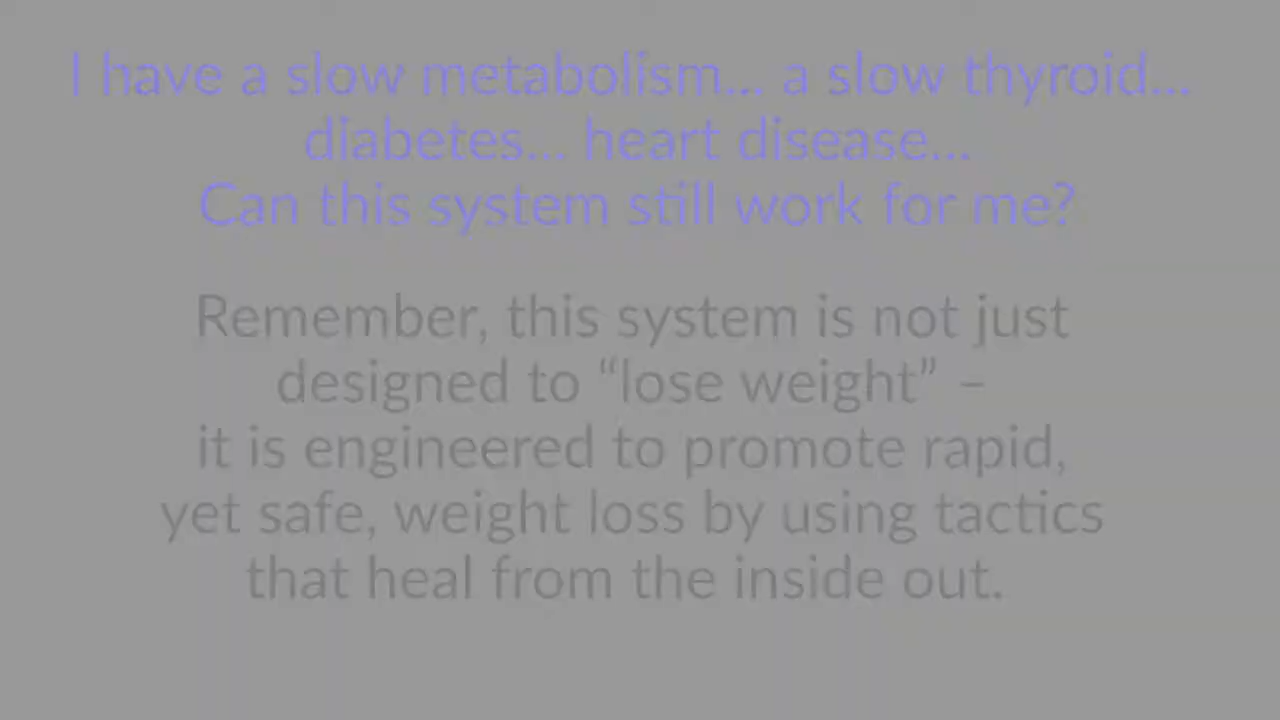 I have a slow metabolism... a slow thyroid...
diabetes... heart disease...
Can this system still work for me?
Remember, this system is not just
designed to “lose weight” –
it is engineered to promote rapid,
yet safe, weight loss by using tactics
that heal from the inside out.